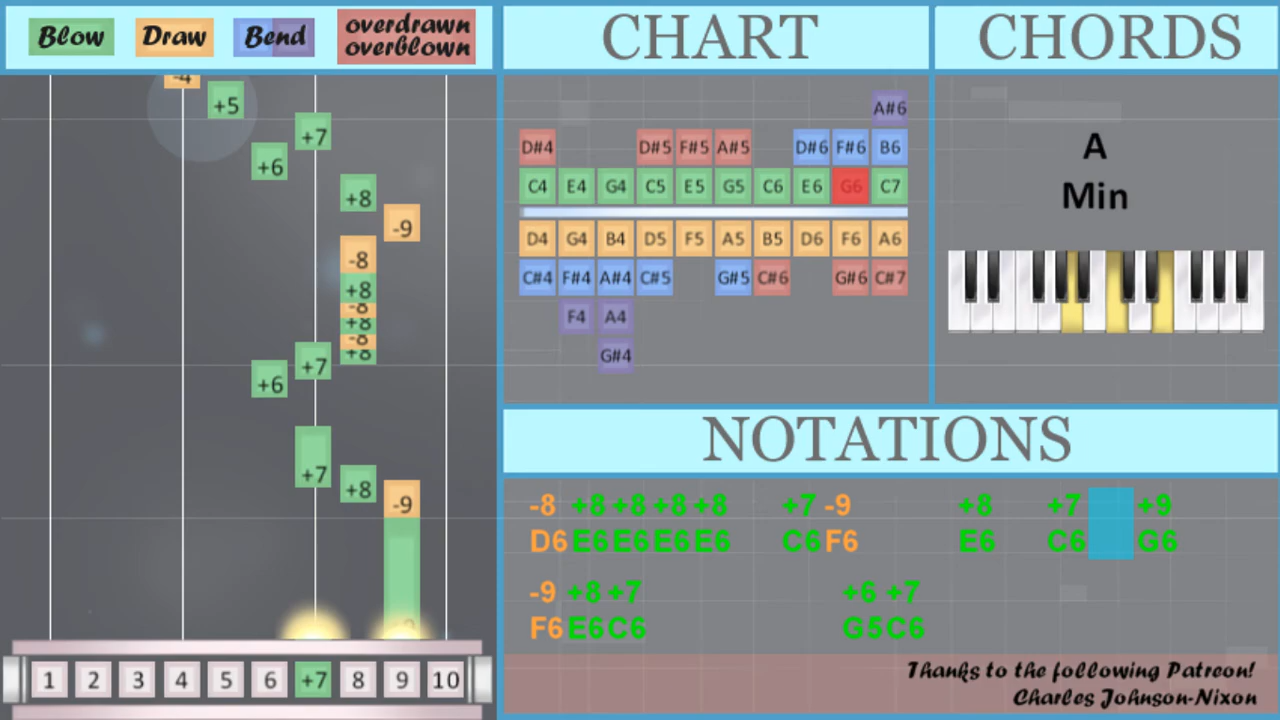 Blow
Draw
Bend
overdrawn
overblown
CHART
CHORDS
-4
+5
+7
+6
+8
-9
-8
+8
-8
+8
-8
+8
+7
+6
+7
+8
-9
1 2 3 4 5 6 +7 8 9 10
A#6
D#4 D#5 F#5 A#5 D#6 F#6 B6
C4 E4 G4 C5 E5 G5 C6 E6 G6 C7
D4 G4 B4 D5 F5 A5 B5 D6 F6 A6
C#4 F#4 A#4 C#5 G#5 C#6 G#6 C#7
F4 A4
G#4
A
Min
NOTATIONS
-8 +8 +8 +8 +8 +7 -9 +8 +7 +9
D6 E6 E6 E6 E6 C6 F6 E6 C6 G6
-9 +8 +7 +6 +7
F6 E6 C6 G5 C6
Thanks to the following Patreon!
Charles Johnson-Nixon